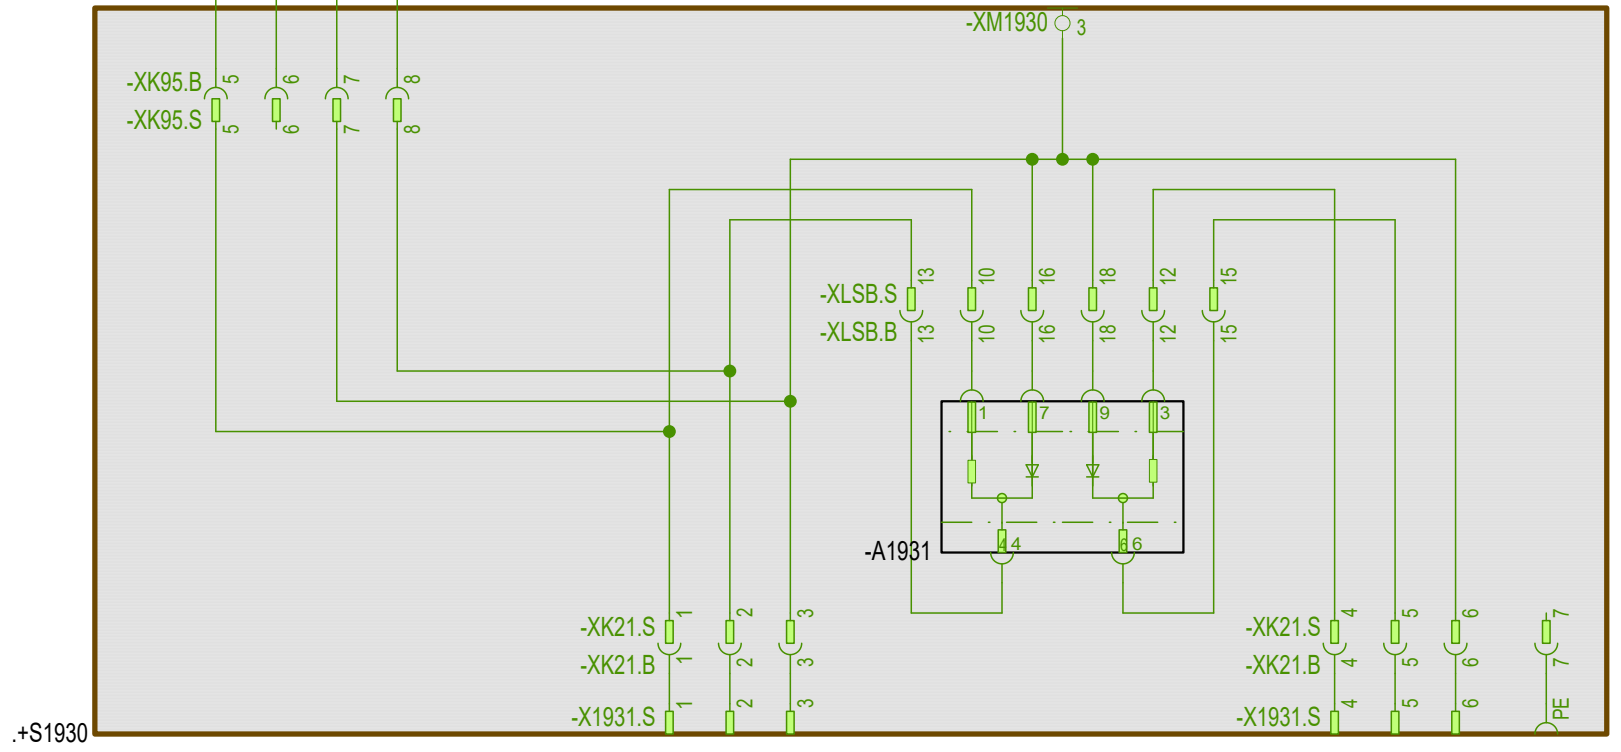 -XM1930 3
-XK95.B 5 6 7 8
-XK95.S 5 6 7 8
-XLSB.S 13 10 16 18 12 15
-XLSB.B 13 10 16 18 12 15
1 7 9 3
-A1931 4 4 6 6
-XK21.S 1 2 3 -XK21.S 4 5 6 7
-XK21.B 1 2 3 -XK21.B 4 5 6 7
-X1931.S 1 2 3 -X1931.S 4 5 6 PE
.+S1930